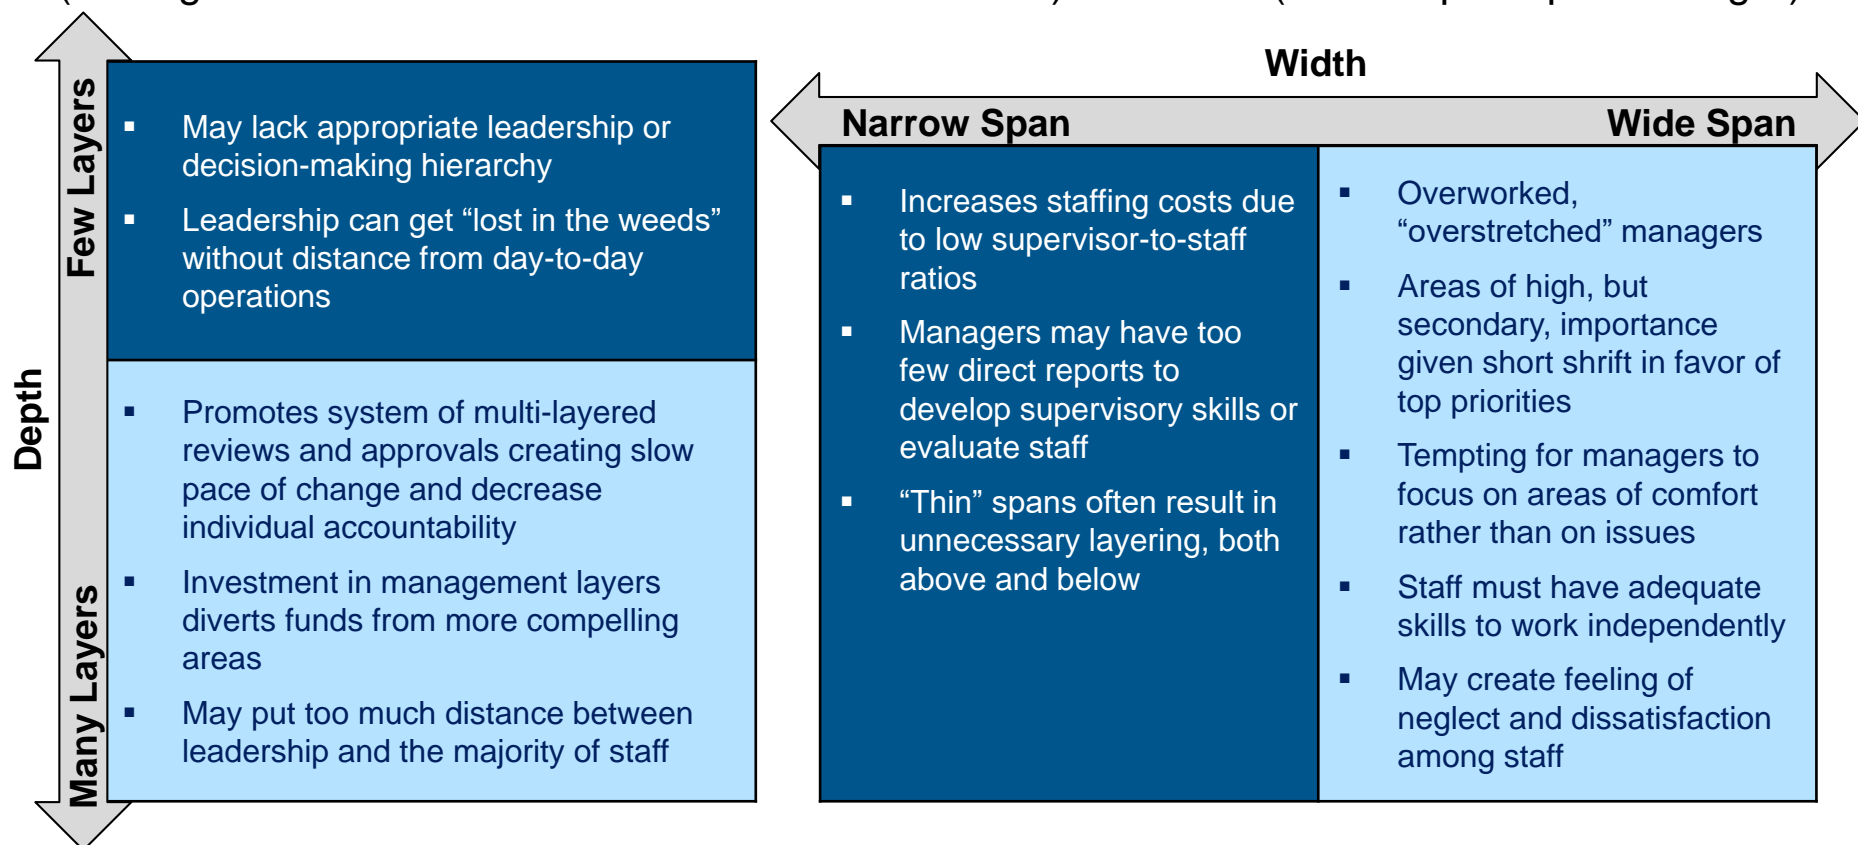 Depth
Few Layers
Many Layers
▪ May lack appropriate leadership or
decision-making hierarchy
▪ Leadership can get “lost in the weeds”
without distance from day-to-day
operations
▪ Promotes system of multi-layered
reviews and approvals creating slow
pace of change and decrease
individual accountability
▪ Investment in management layers
diverts funds from more compelling
areas
▪ May put too much distance between
leadership and the majority of staff
Width
Narrow Span
Wide Span
▪ Increases staffing costs due
to low supervisor-to-staff
ratios
▪ Managers may have too
few direct reports to
develop supervisory skills or
evaluate staff
▪ “Thin” spans often result in
unnecessary layering, both
above and below
▪ Overworked,
“overstretched” managers
▪ Areas of high, but
secondary, importance
given short shrift in favor of
top priorities
▪ Tempting for managers to
focus on areas of comfort
rather than on issues
▪ Staff must have adequate
skills to work independently
▪ May create feeling of
neglect and dissatisfaction
among staff